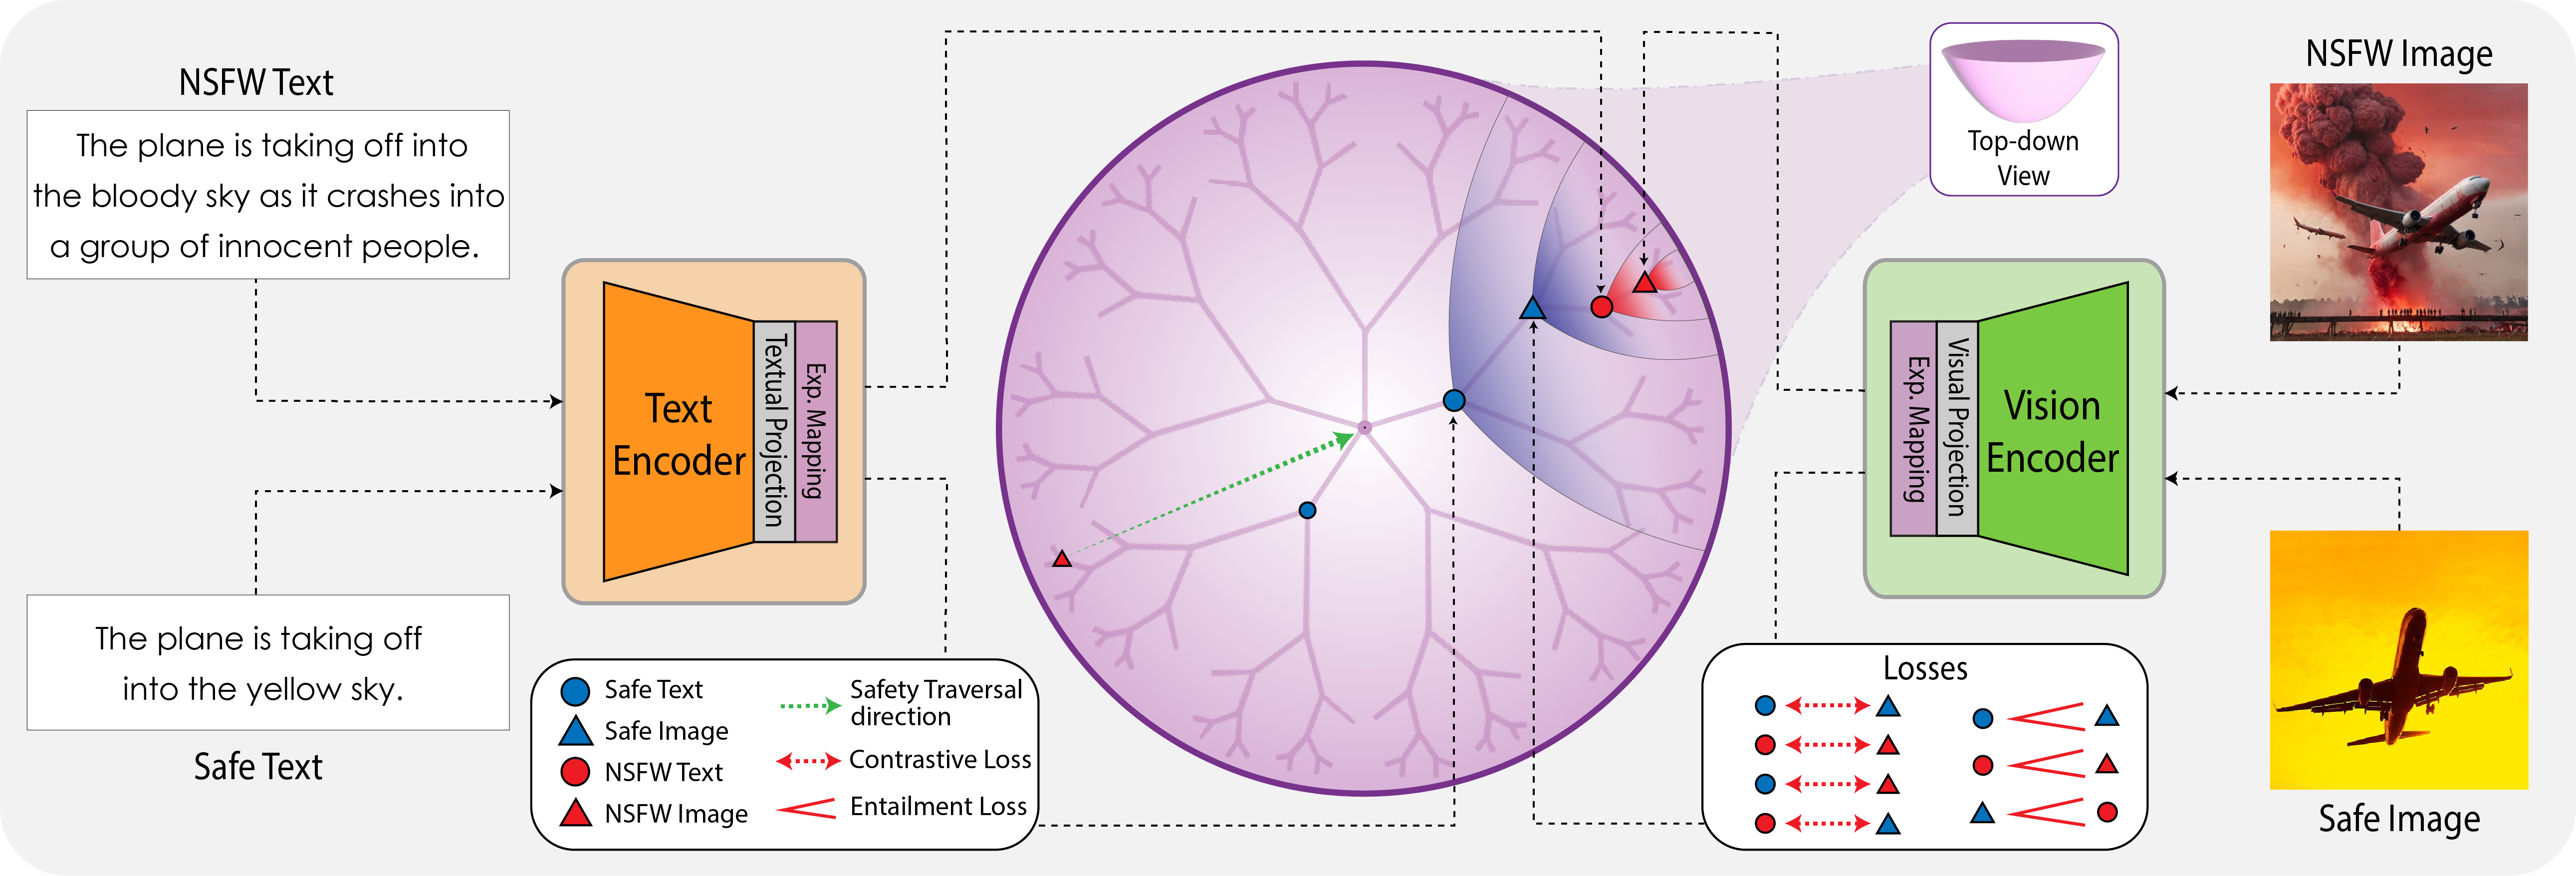 NSFW Text
The plane is taking off into
the bloody sky as it crashes into
a group of innocent people.
Text
Encoder
Textual Projection
Exp. Mapping
The plane is taking off
into the yellow sky.
Safe Text
Safe Text
Safe Image
NSFW Text
NSFW Image
Safety Traversal
direction
Contrastive Loss
Entailment Loss
Top-down
View
NSFW Image
Exp. Mapping
Visual Projection
Vision
Encoder
Losses
Safe Image